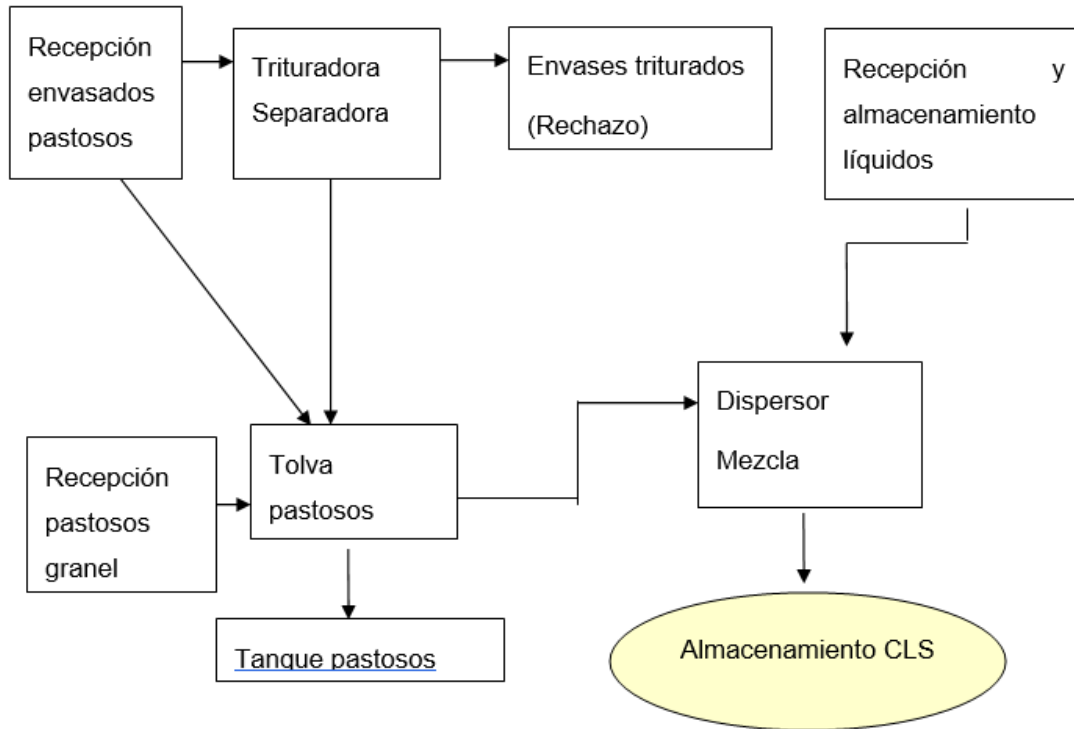 Recepción
envasados
pastosos
Trituradora
Separadora
Envases triturados
(Rechazo)
Recepción y
almacenamiento
líquidos
Dispersor
Mezcla
Tolva
pastosos
Recepción
pastosos
granel
Tanque pastosos
Almacenamiento CLS